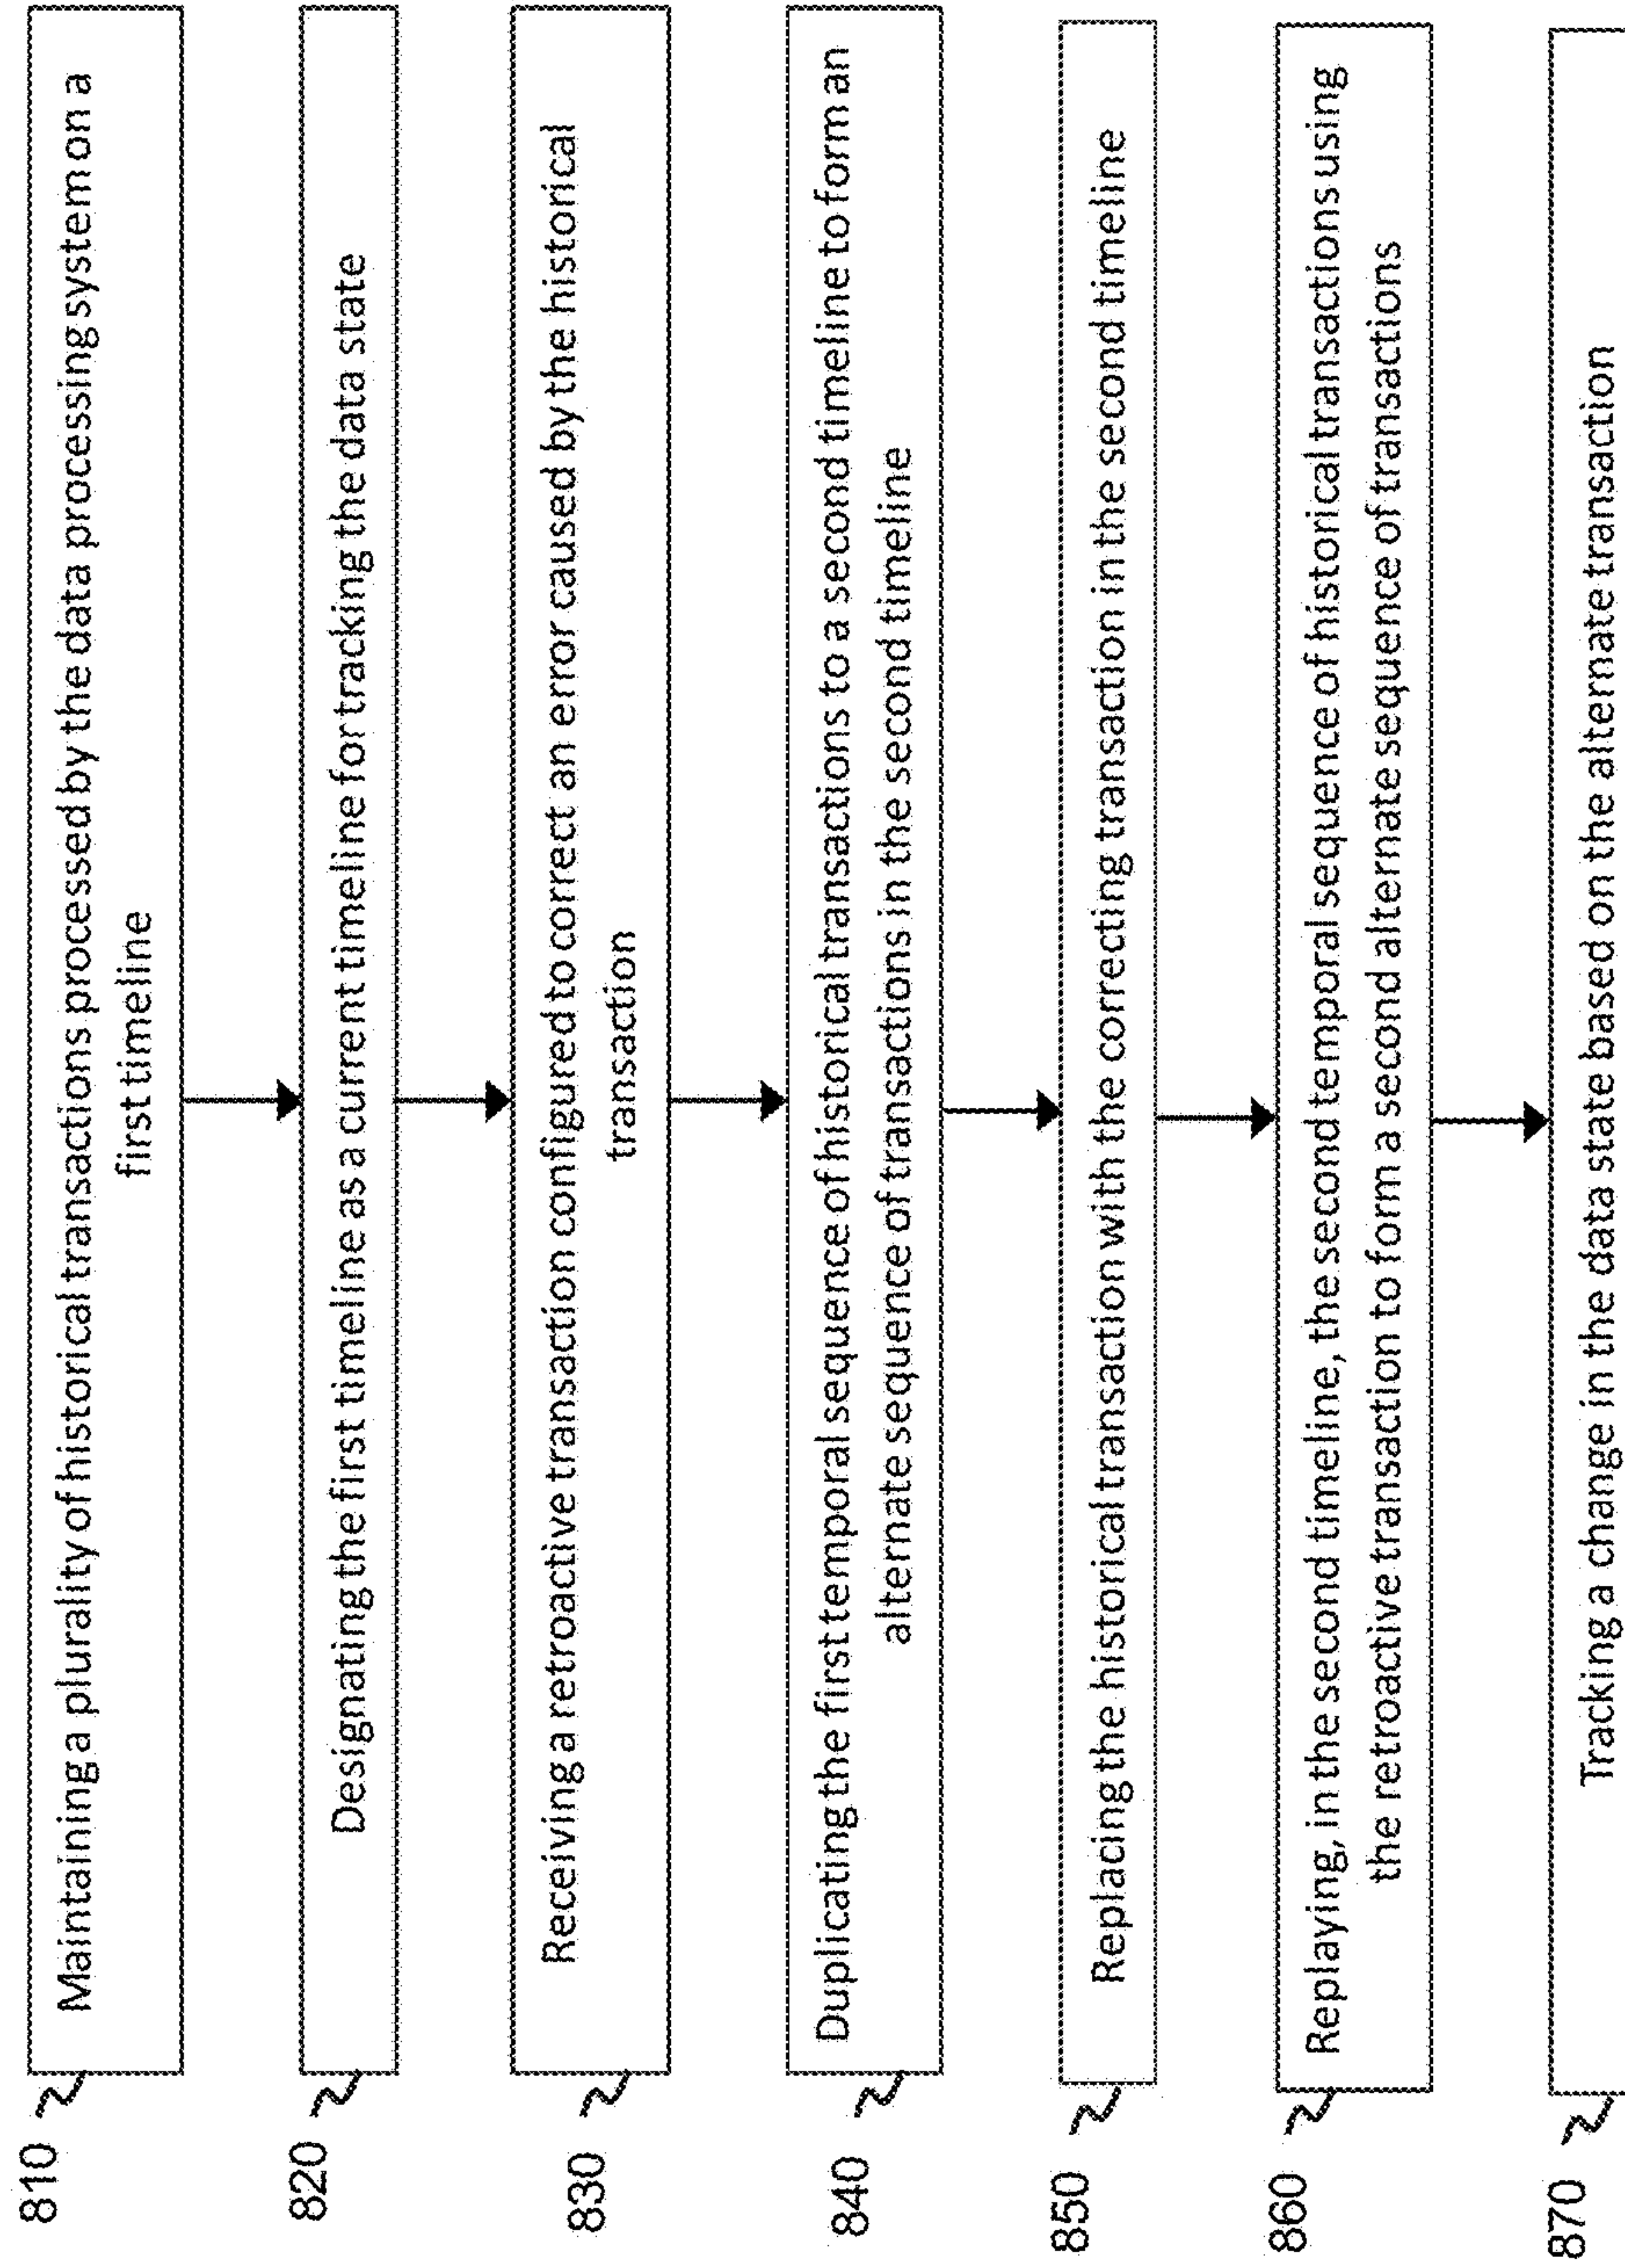 810
Maintaining a plurality of historical transactions processed by the data processing system on a
first timeline
820
Designating the first timeline as a current timeline for tracking the data state
830
Receiving a retroactive transaction configured to correct an error caused by the historical
transaction
840
Duplicating the first temporal sequence of historical transactions to a second timeline to form an
alternate sequence of transactions in the second timeline
850
Replacing the historical transaction with the correcting transaction in the second timeline
860
Replaying, in the second timeline, the second temporal sequence of historical transactions using
the retroactive transaction to form a second alternate sequence of transactions
870
Tracking a change in the data state based on the alternate transaction